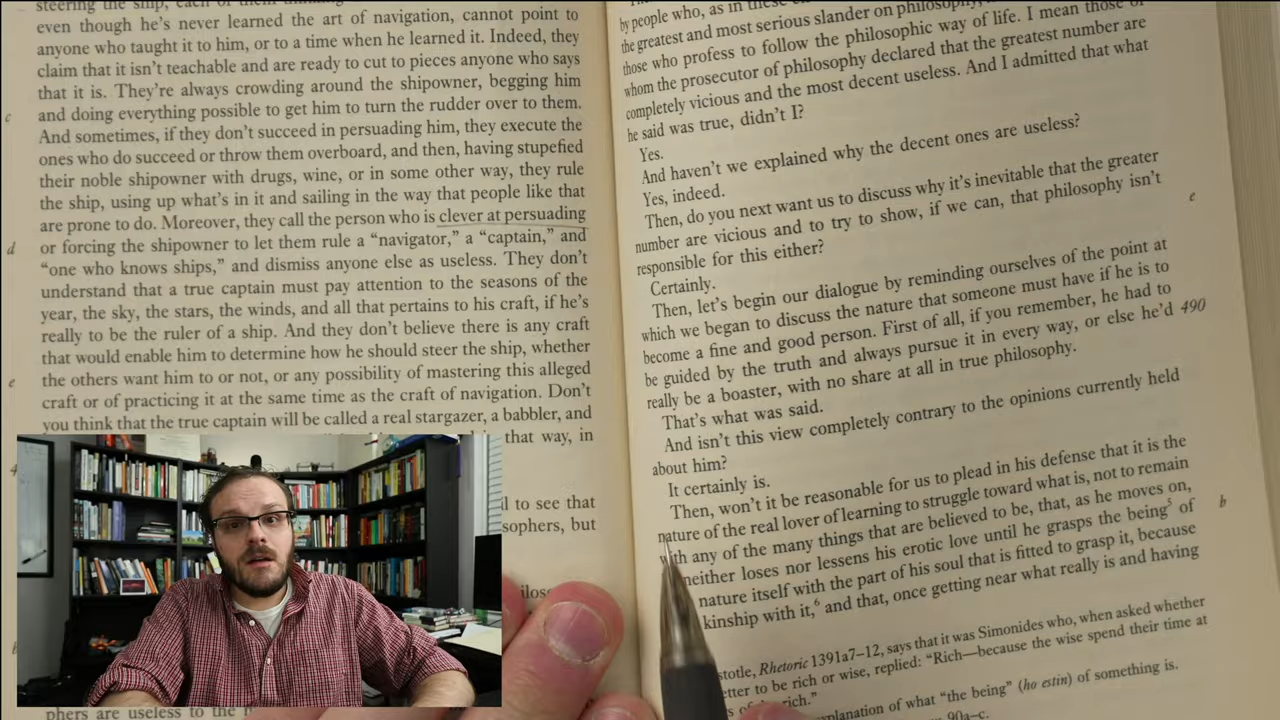 steering the ship, each of them
even though he's never learned the art of navigation, cannot point to
anyone who taught it to him, or to a time when he learned it. Indeed, they
claim that it isn't teachable and are ready to cut to pieces anyone who says
that it is. They're always crowding around the shipowner, begging him
c
and doing everything possible to get him to turn the rudder over to them.
And sometimes, if they don't succeed in persuading him, they execute the
ones who do succeed or throw them overboard, and then, having stupefied
their noble shipowner with drugs, wine, or in some other way, they rule
the ship, using up what's in it and sailing in the way that people like that
are prone to do. Moreover, they call the person who is clever at persuading
d
or forcing the shipowner to let them rule a “navigator,” a “captain,” and
“one who knows ships,” and dismiss anyone else as useless. They don't
understand that a true captain must pay attention to the seasons of the
year, the sky, the stars, the winds, and all that pertains to his craft, if he's
really to be the ruler of a ship. And they don't believe there is any craft
that would enable him to determine how he should steer the ship, whether
e
the others want him to or not, or any possibility of mastering this alleged
craft or of practicing it at the same time as the craft of navigation. Don't
you think that the true captain will be called a real stargazer, a babbler, and
that way, in
to see that
sophers, but
philosophers are useless to the
by people who, as in these
the greatest and most serious slander on philosophy,
those who profess to follow the philosophic way of life. I mean those of
whom the prosecutor of philosophy declared that the greatest number are
completely vicious and the most decent useless. And I admitted that what
he said was true, didn't I?
Yes.
And haven't we explained why the decent ones are useless?
Yes, indeed.
Then, do you next want us to discuss why it's inevitable that the greater
number are vicious and to try to show, if we can, that philosophy isn't
e
responsible for this either?
Certainly.
Then, let's begin our dialogue by reminding ourselves of the point at
which we began to discuss the nature that someone must have if he is to
become a fine and good person. First of all, if you remember, he had to
490
be guided by the truth and always pursue it in every way, or else he'd
really be a boaster, with no share at all in true philosophy.
That's what was said.
And isn't this view completely contrary to the opinions currently held
about him?
It certainly is.
Then, won't it be reasonable for us to plead in his defense that it is the
nature of the real lover of learning to struggle toward what is, not to remain
with any of the many things that are believed to be, that, as he moves on,
b
neither loses nor lessens his erotic love until he grasps the being⁵ of
nature itself with the part of his soul that is fitted to grasp it, because
kinship with it,⁶ and that, once getting near what really is and having
stotle, Rhetoric 1391a7–12, says that it was Simonides who, when asked whether
etter to be rich or wise, replied: “Rich—because the wise spend their time at
rich.”
explanation of what “the being” (ho estin) of something is.
90a–c.